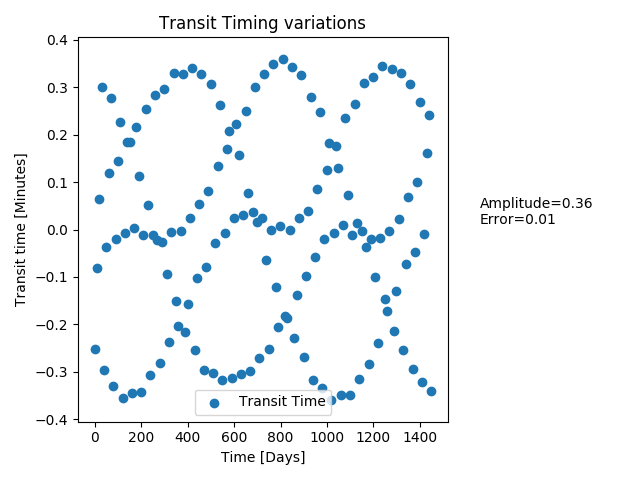 Transit Timing variations
0.4
0.3
0.2
0.1
0.0
−0.1
−0.2
−0.3
−0.4
Transit time [Minutes]
Amplitude=0.36
Error=0.01
Transit Time
0 200 400 600 800 1000 1200 1400
Time [Days]